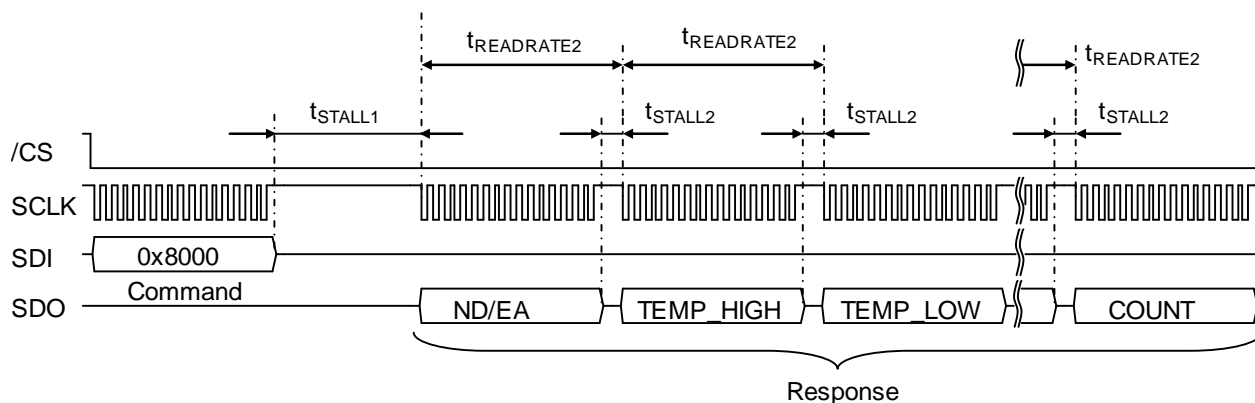 tREADRATE2 tREADRATE2 tREADRATE2
tSTALL1 tSTALL2 tSTALL2 tSTALL2
/CS
SCLK
SDI 0x8000
Command
SDO ND/EA TEMP_HIGH TEMP_LOW COUNT
Response